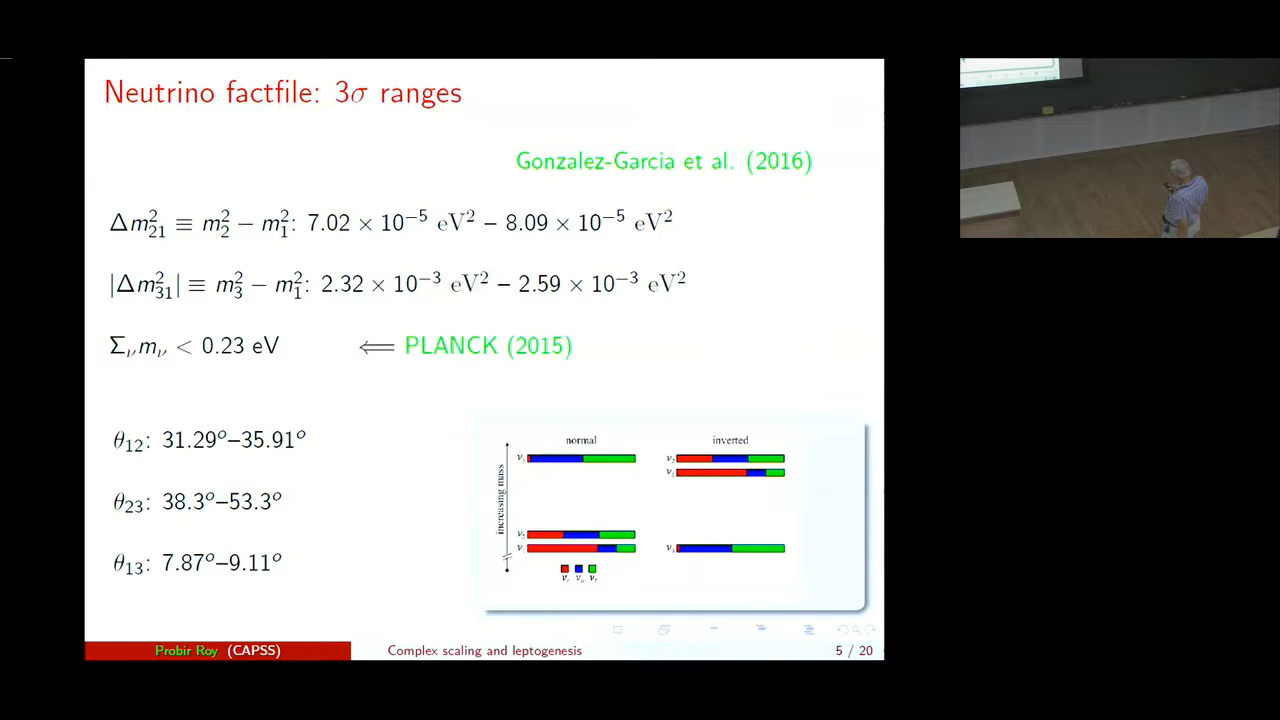 Neutrino factfile: 3σ ranges
Gonzalez-Garcia et al. (2016)
Δm²₂₁ ≡ m²₂ − m²₁: 7.02 × 10⁻⁵ eV² – 8.09 × 10⁻⁵ eV²
|Δm²₃₁| ≡ m²₃ − m²₁: 2.32 × 10⁻³ eV² – 2.59 × 10⁻³ eV²
Σᵥmᵥ < 0.23 eV ⟸ PLANCK (2015)
θ₁₂: 31.29°–35.91°
θ₂₃: 38.3°–53.3°
θ₁₃: 7.87°–9.11°
normal inverted
increasing mass
Probir Roy (CAPSS) Complex scaling and leptogenesis 5 / 20